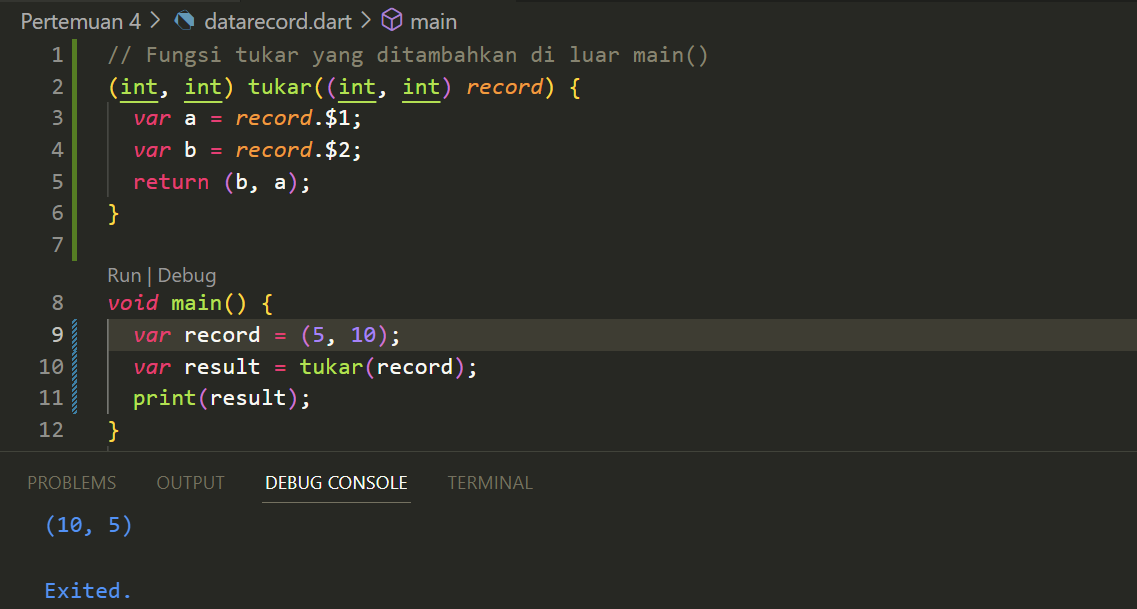 Pertemuan 4 > datarecord.dart > main
1 // Fungsi tukar yang ditambahkan di luar main()
2 (int, int) tukar((int, int) record) {
3   var a = record.$1;
4   var b = record.$2;
5   return (b, a);
6 }
7
Run | Debug
8 void main() {
9   var record = (5, 10);
10   var result = tukar(record);
11   print(result);
12 }
PROBLEMS OUTPUT DEBUG CONSOLE TERMINAL
(10, 5)
Exited.